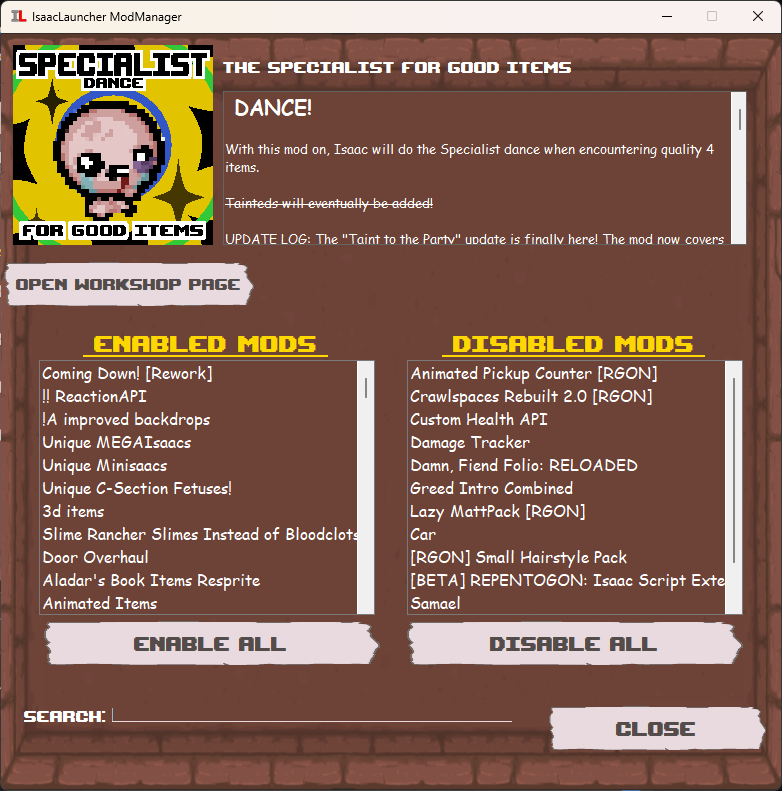 IL IsaacLauncher ModManager
SPECIALIST
DANCE
FOR GOOD ITEMS
THE SPECIALIST FOR GOOD ITEMS
DANCE!
With this mod on, Isaac will do the Specialist dance when encountering quality 4
items.
Tainteds will eventually be added!
UPDATE LOG: The "Taint to the Party" update is finally here! The mod now covers
OPEN WORKSHOP PAGE
ENABLED MODS
Coming Down! [Rework]
!! ReactionAPI
!A improved backdrops
Unique MEGAIsaacs
Unique Minisaacs
Unique C-Section Fetuses!
3d items
Slime Rancher Slimes Instead of Bloodclots
Door Overhaul
Aladar's Book Items Resprite
Animated Items
ENABLE ALL
DISABLED MODS
Animated Pickup Counter [RGON]
Crawlspaces Rebuilt 2.0 [RGON]
Custom Health API
Damage Tracker
Damn, Fiend Folio: RELOADED
Greed Intro Combined
Lazy MattPack [RGON]
Car
[RGON] Small Hairstyle Pack
[BETA] REPENTOGON: Isaac Script Exte
Samael
DISABLE ALL
SEARCH:
CLOSE